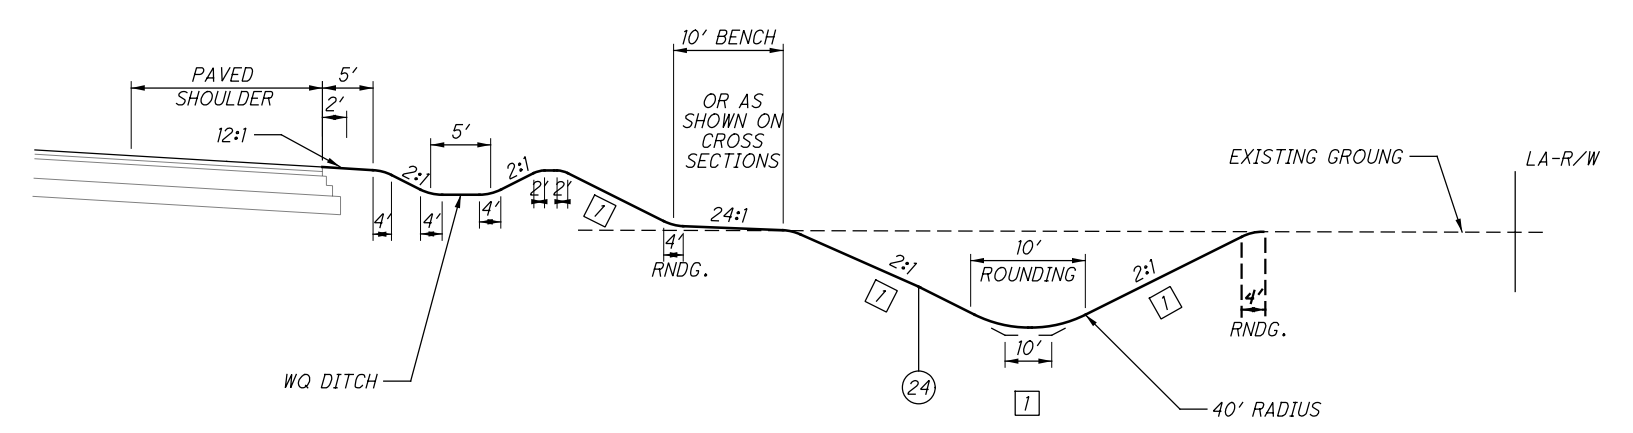 10' BENCH
PAVED
SHOULDER
5'
2'
12:1
OR AS
SHOWN ON
CROSS
SECTIONS
5'
2:1
2:1
EXISTING GROUNG
LA-R/W
2'
2'
4'
4'
4'
1
24:1
4'
RNDG.
2:1
1
10'
ROUNDING
2:1
1
4'
RNDG.
10'
WQ DITCH
24
1
40' RADIUS